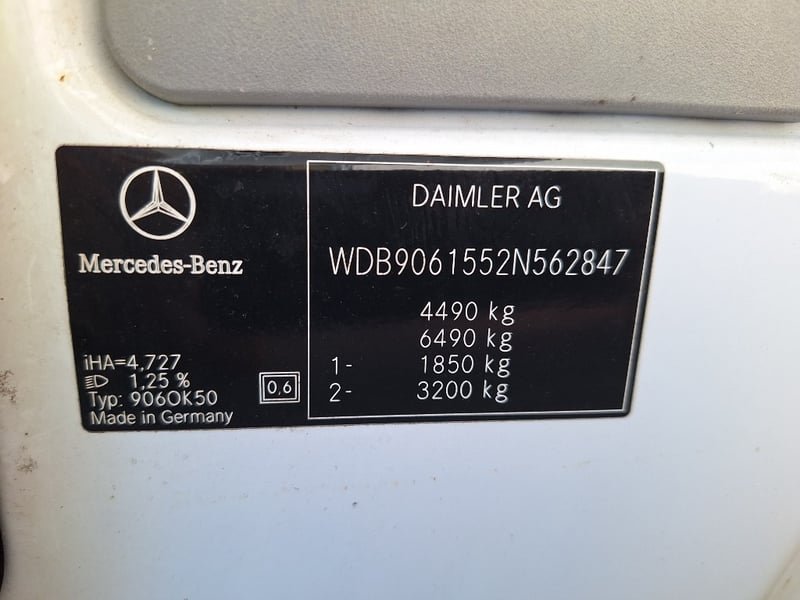 Mercedes-Benz
iHA=4,727
1,25 %
Typ: 906OK50
Made in Germany
0,6
DAIMLER AG
WDB9061552N562847
4490 kg
6490 kg
1- 1850 kg
2- 3200 kg